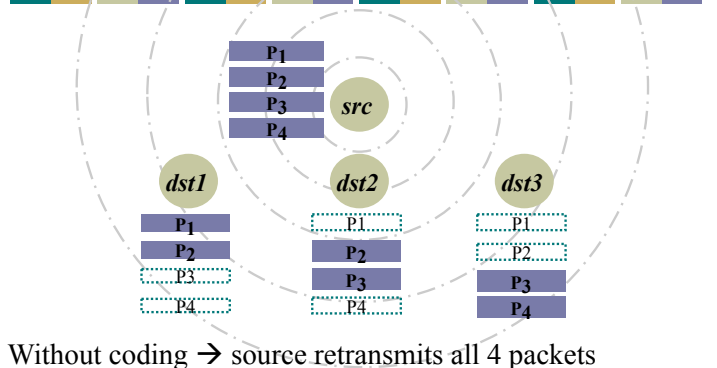 P1
P2
P3
P4
src
dst1
dst2
dst3
P1
P2
P3
P4
P1
P2
P3
P4
P1
P2
P3
P4
Without coding → source retransmits all 4 packets